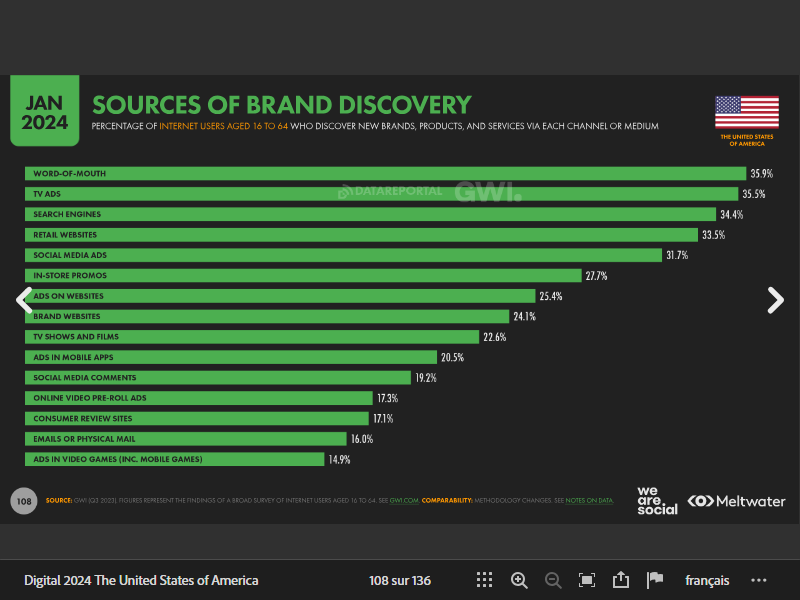 JAN
2024
SOURCES OF BRAND DISCOVERY
PERCENTAGE OF INTERNET USERS AGED 16 TO 64 WHO DISCOVER NEW BRANDS, PRODUCTS, AND SERVICES VIA EACH CHANNEL OR MEDIUM
THE UNITED STATES
OF AMERICA
WORD-OF-MOUTH 35.9%
DATAREPORTAL GWI.
TV ADS 35.5%
SEARCH ENGINES 34.4%
RETAIL WEBSITES 33.5%
SOCIAL MEDIA ADS 31.7%
IN-STORE PROMOS 27.7%
ADS ON WEBSITES 25.4%
BRAND WEBSITES 24.1%
TV SHOWS AND FILMS 22.6%
ADS IN MOBILE APPS 20.5%
SOCIAL MEDIA COMMENTS 19.2%
ONLINE VIDEO PRE-ROLL ADS 17.3%
CONSUMER REVIEW SITES 17.1%
EMAILS OR PHYSICAL MAIL 16.0%
ADS IN VIDEO GAMES (INC. MOBILE GAMES) 14.9%
108 SOURCE: GWI (Q3 2023). FIGURES REPRESENT THE FINDINGS OF A BROAD SURVEY OF INTERNET USERS AGED 16 TO 64. SEE GWI.COM. COMPARABILITY: METHODOLOGY CHANGES. SEE NOTES ON DATA.
we
are.
social
Meltwater
Digital 2024 The United States of America 108 sur 136 français